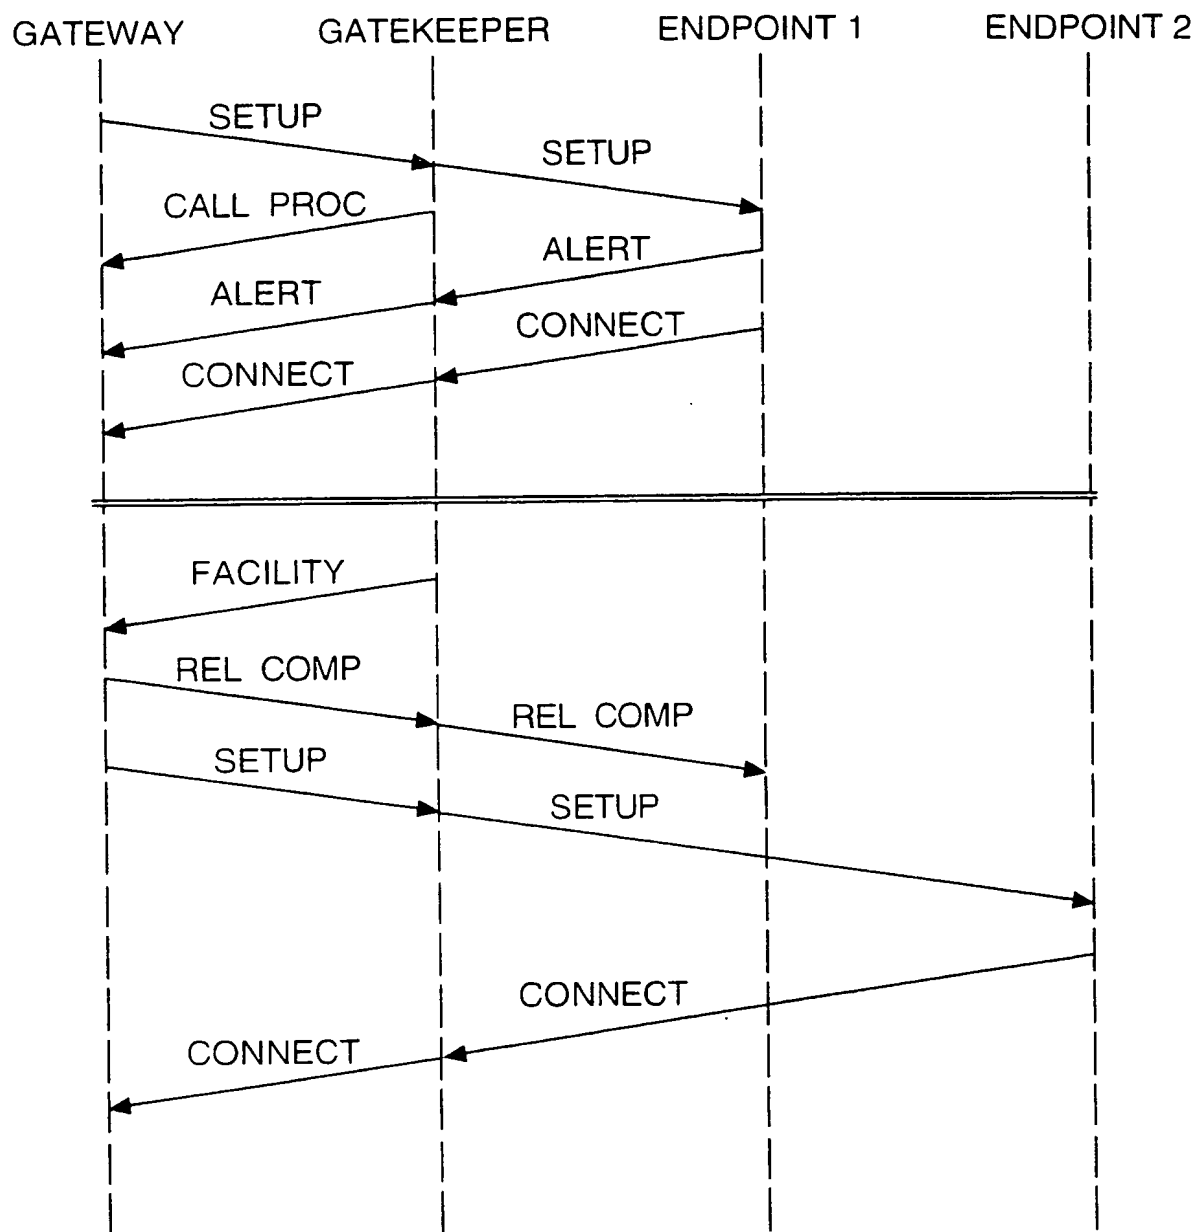 GATEWAY GATEKEEPER ENDPOINT 1 ENDPOINT 2
SETUP
SETUP
CALL PROC
ALERT
ALERT
CONNECT
CONNECT
FACILITY
REL COMP
REL COMP
SETUP
SETUP
CONNECT
CONNECT